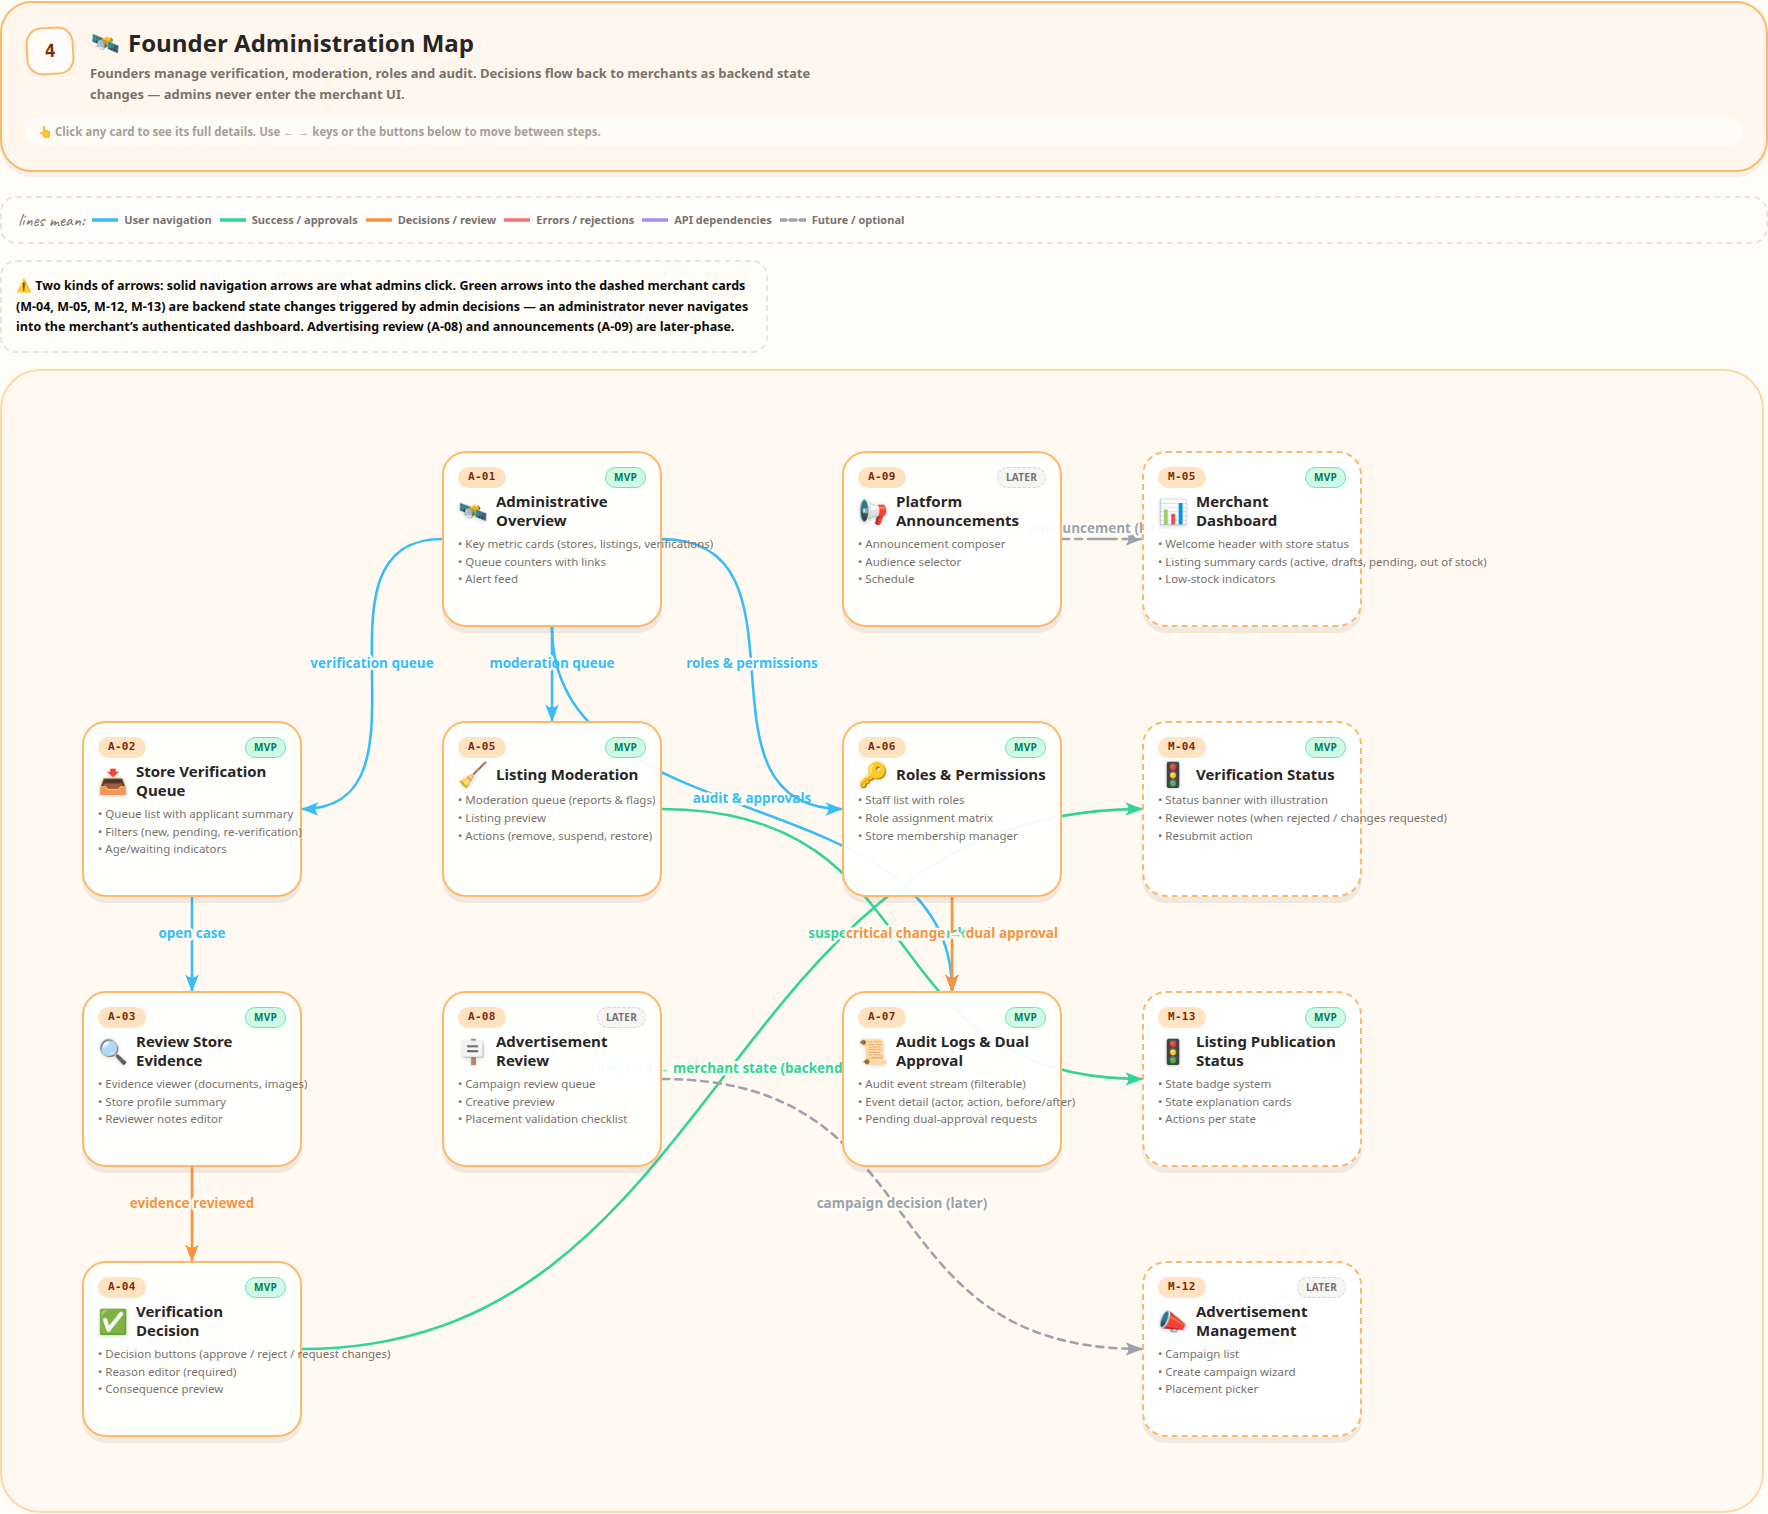 4
Founder Administration Map
Founders manage verification, moderation, roles and audit. Decisions flow back to merchants as backend state
changes — admins never enter the merchant UI.
👆 Click any card to see its full details. Use ← → keys or the buttons below to move between steps.
lines mean:
User navigation
Success / approvals
Decisions / review
Errors / rejections
API dependencies
Future / optional
⚠️ Two kinds of arrows: solid navigation arrows are what admins click. Green arrows into the dashed merchant cards
(M-04, M-05, M-12, M-13) are backend state changes triggered by admin decisions — an administrator never navigates
into the merchant's authenticated dashboard. Advertising review (A-08) and announcements (A-09) are later-phase.
A-01
MVP
Administrative
Overview
• Key metric cards (stores, listings, verifications)
• Queue counters with links
• Alert feed
A-09
LATER
Platform
Announcements
• Announcement composer
• Audience selector
• Schedule
M-05
MVP
Merchant
Dashboard
• Welcome header with store status
• Listing summary cards (active, drafts, pending, out of stock)
• Low-stock indicators
verification queue
moderation queue
roles & permissions
A-02
MVP
Store Verification
Queue
• Queue list with applicant summary
• Filters (new, pending, re-verification)
• Age/waiting indicators
A-05
MVP
Listing Moderation
• Moderation queue (reports & flags)
• Listing preview
• Actions (remove, suspend, restore)
audit & approvals
A-06
MVP
Roles & Permissions
• Staff list with roles
• Role assignment matrix
• Store membership manager
M-04
MVP
Verification Status
• Status banner with illustration
• Reviewer notes (when rejected / changes requested)
• Resubmit action
open case
critical change → dual approval
A-03
MVP
Review Store
Evidence
• Evidence viewer (documents, images)
• Store profile summary
• Reviewer notes editor
A-08
LATER
Advertisement
Review
• Campaign review queue
• Creative preview
• Placement validation checklist
→ merchant state (backend
A-07
MVP
Audit Logs & Dual
Approval
• Audit event stream (filterable)
• Event detail (actor, action, before/after)
• Pending dual-approval requests
M-13
MVP
Listing Publication
Status
• State badge system
• State explanation cards
• Actions per state
evidence reviewed
campaign decision (later)
A-04
MVP
Verification
Decision
• Decision buttons (approve / reject / request changes)
• Reason editor (required)
• Consequence preview
M-12
LATER
Advertisement
Management
• Campaign list
• Create campaign wizard
• Placement picker